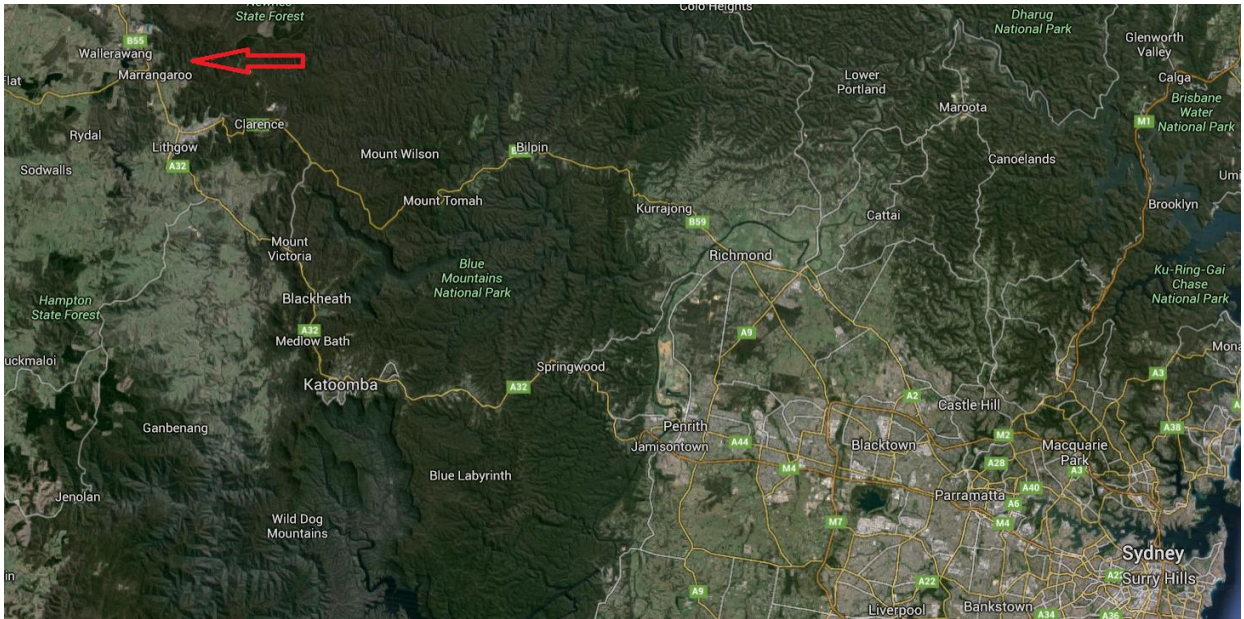 Newnes
State Forest
Colo Heights
Dharug
National Park
Glenworth
Valley
B55
Wallerawang
Marrangaroo
Flat
Lower
Portland
Calga
Maroota
Brisbane
Water
National Park
M1
Clarence
Rydal
Lithgow
Mount Wilson
Bilpin
Canoelands
Sodwalls
A32
Umi
Mount Tomah
Kurrajong
Cattai
Brooklyn
B59
Mount
Victoria
Richmond
Blue
Mountains
National Park
Ku-Ring-Gai
Chase
National Park
Hampton
State Forest
Blackheath
A32
Medlow Bath
A9
Mona
uckmaloi
Springwood
A3
Katoomba
A32
A2
Castle Hill
Ganbenang
Penrith
A38
Jamisontown
A44
Blacktown
M2
Macquarie
Park
M4
A28
A3
Blue Labyrinth
Jenolan
A40
Parramatta
A6
Wild Dog
Mountains
M7
M4
Sydney
in
A22
Surry Hills
A9
Liverpool
Bankstown
A34
A36